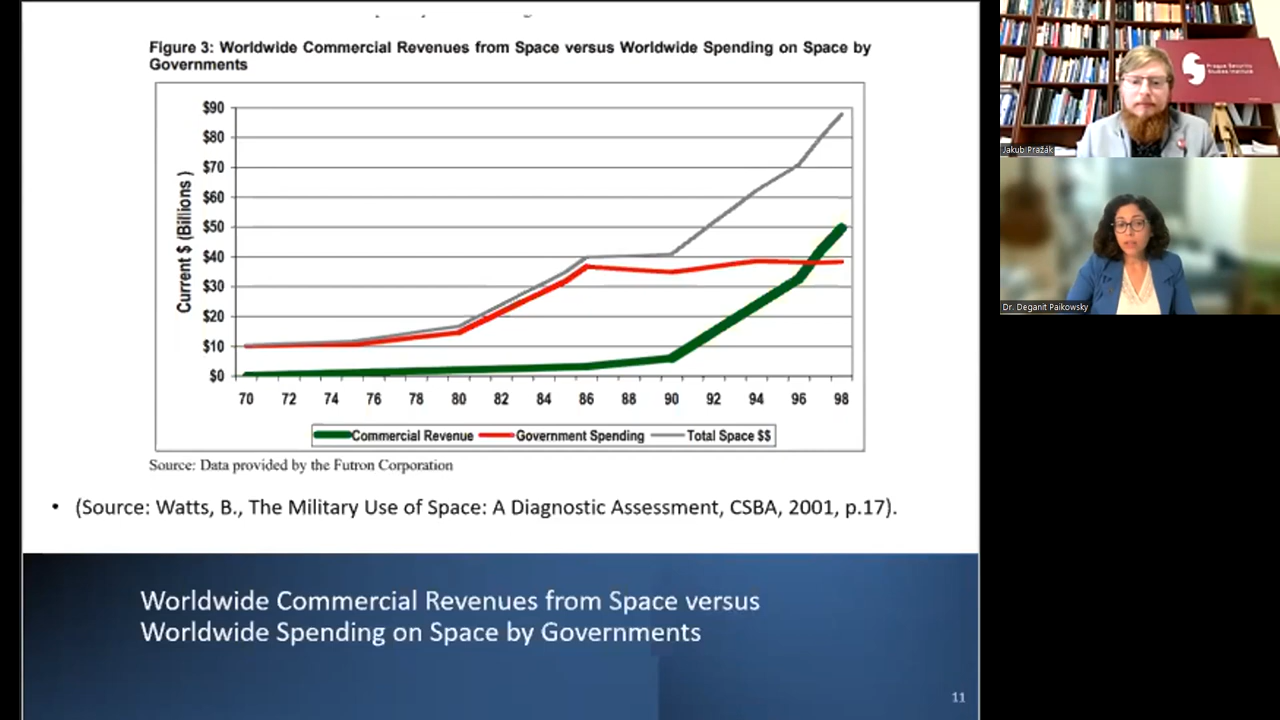 Figure 3: Worldwide Commercial Revenues from Space versus Worldwide Spending on Space by
Governments
$90
$80
$70
$60
$50
$40
$30
$20
$10
$0
Current $ (Billions)
70 72 74 76 78 80 82 84 86 88 90 92 94 96 98
Commercial Revenue Government Spending Total Space $$
Source: Data provided by the Futron Corporation
• (Source: Watts, B., The Military Use of Space: A Diagnostic Assessment, CSBA, 2001, p.17).
Worldwide Commercial Revenues from Space versus
Worldwide Spending on Space by Governments
11
Prague Security
Studies Institute
Jakub Pražák
Dr. Deganit Paikowsky